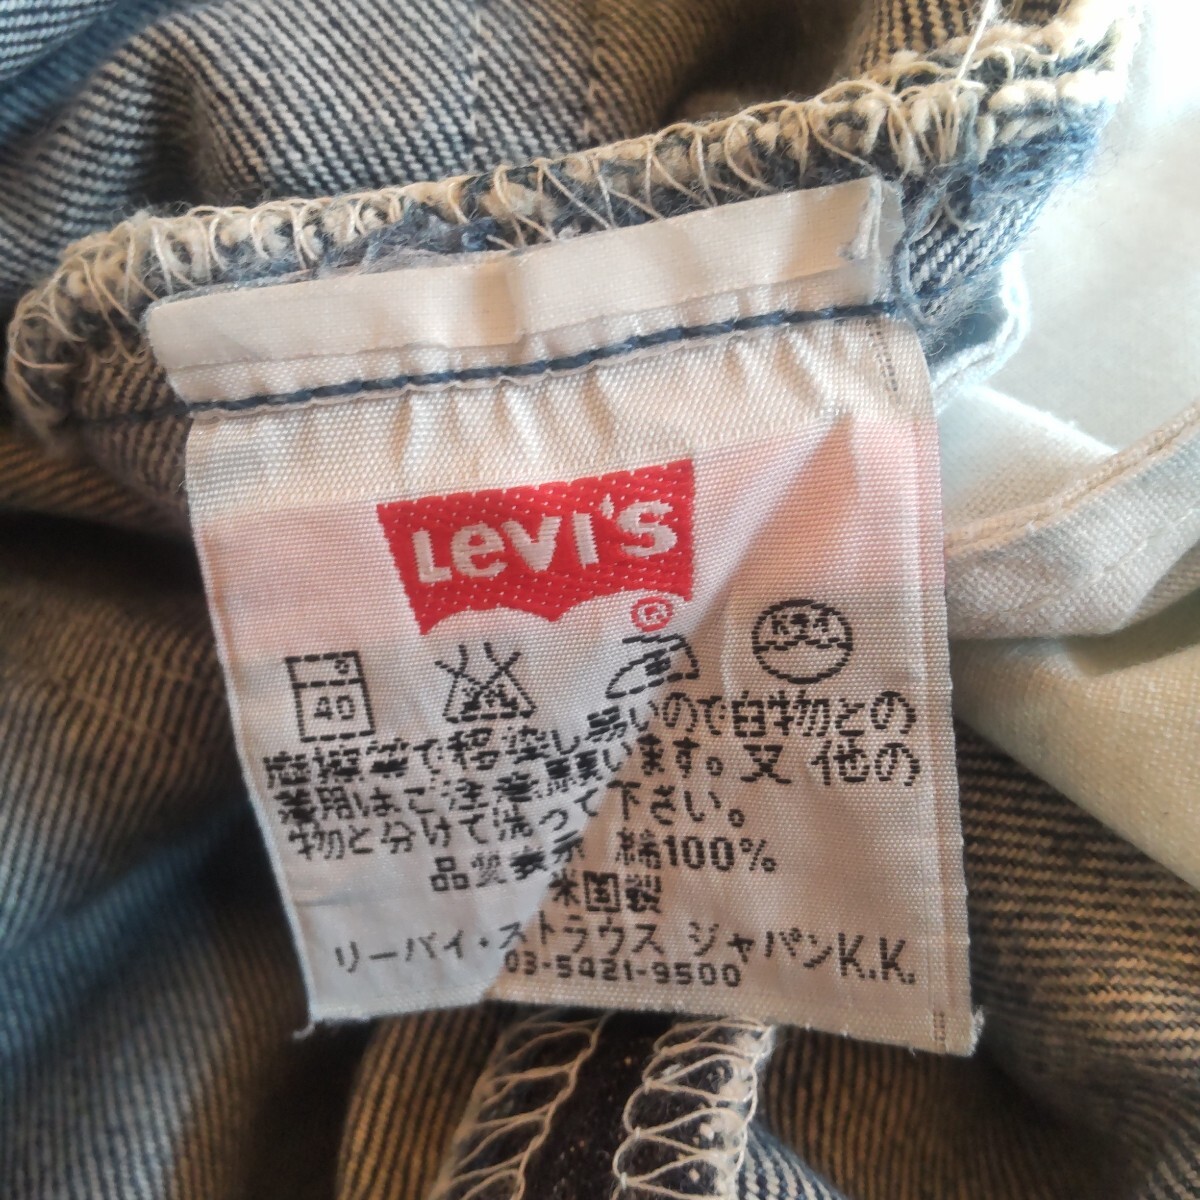 LEVI'S
®
40
摩擦等で移染し易いので白物との
着用はご注意願います。又 他の
物と分けて洗って下さい。
品質表示 綿100%
米国製
リーバイ・ストラウス ジャパンK.K.
03-5421-9500